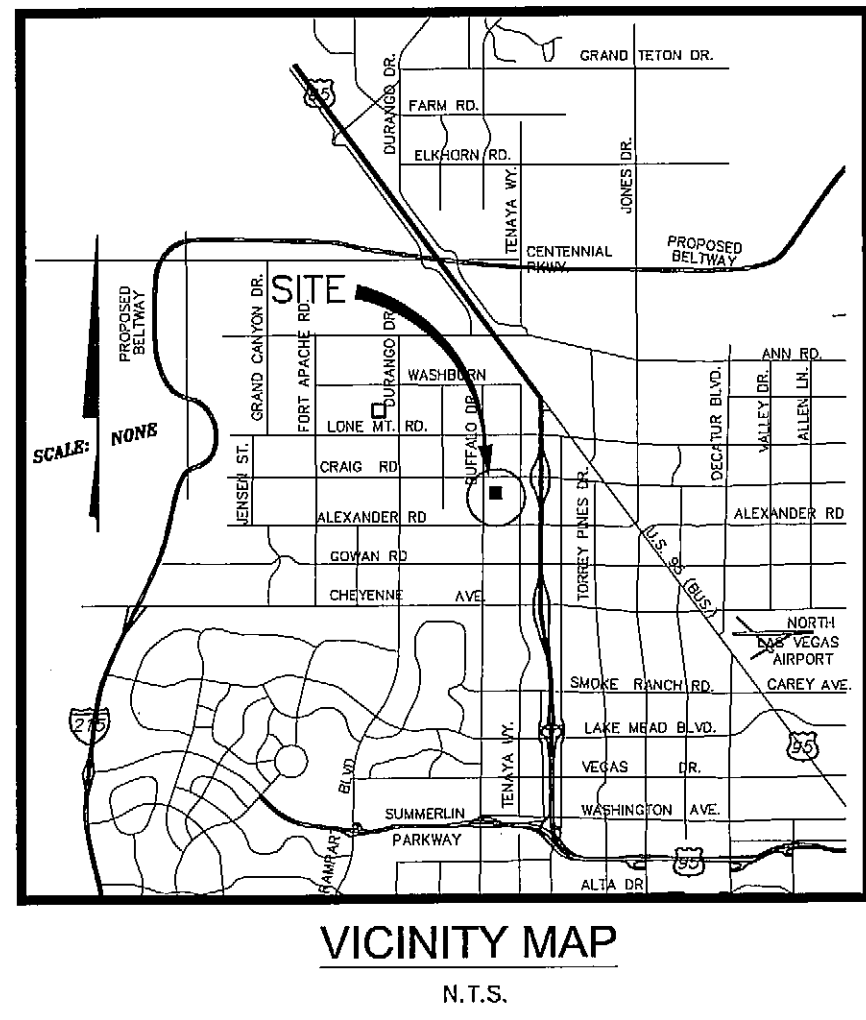 GRAND TETON DR.
95
DURANGO DR.
FARM RD.
ELKHORN RD.
TENAYA WY.
JONES DR.
CENTENNIAL
PKWY.
PROPOSED
BELTWAY
PROPOSED
BELTWAY
GRAND CANYON DR.
SITE
FORT APACHE RD.
DURANGO DR.
WASHBURN
ANN RD.
SCALE: NONE
LONE MT. RD.
BUFFALO DR.
DECATUR BLVD.
VALLEY DR.
ALLEN LN.
JENSEN ST.
CRAIG RD
ALEXANDER RD
TORREY PINES DR.
ALEXANDER RD
GOWAN RD
U.S. 95 (BUS)
CHEYENNE AVE.
NORTH
LAS VEGAS
AIRPORT
SMOKE RANCH RD.
CAREY AVE.
215
LAKE MEAD BLVD.
95
TENAYA WY.
VEGAS DR.
RAMPART BLVD
SUMMERLIN
PARKWAY
WASHINGTON AVE.
95
ALTA DR
VICINITY MAP
N.T.S.